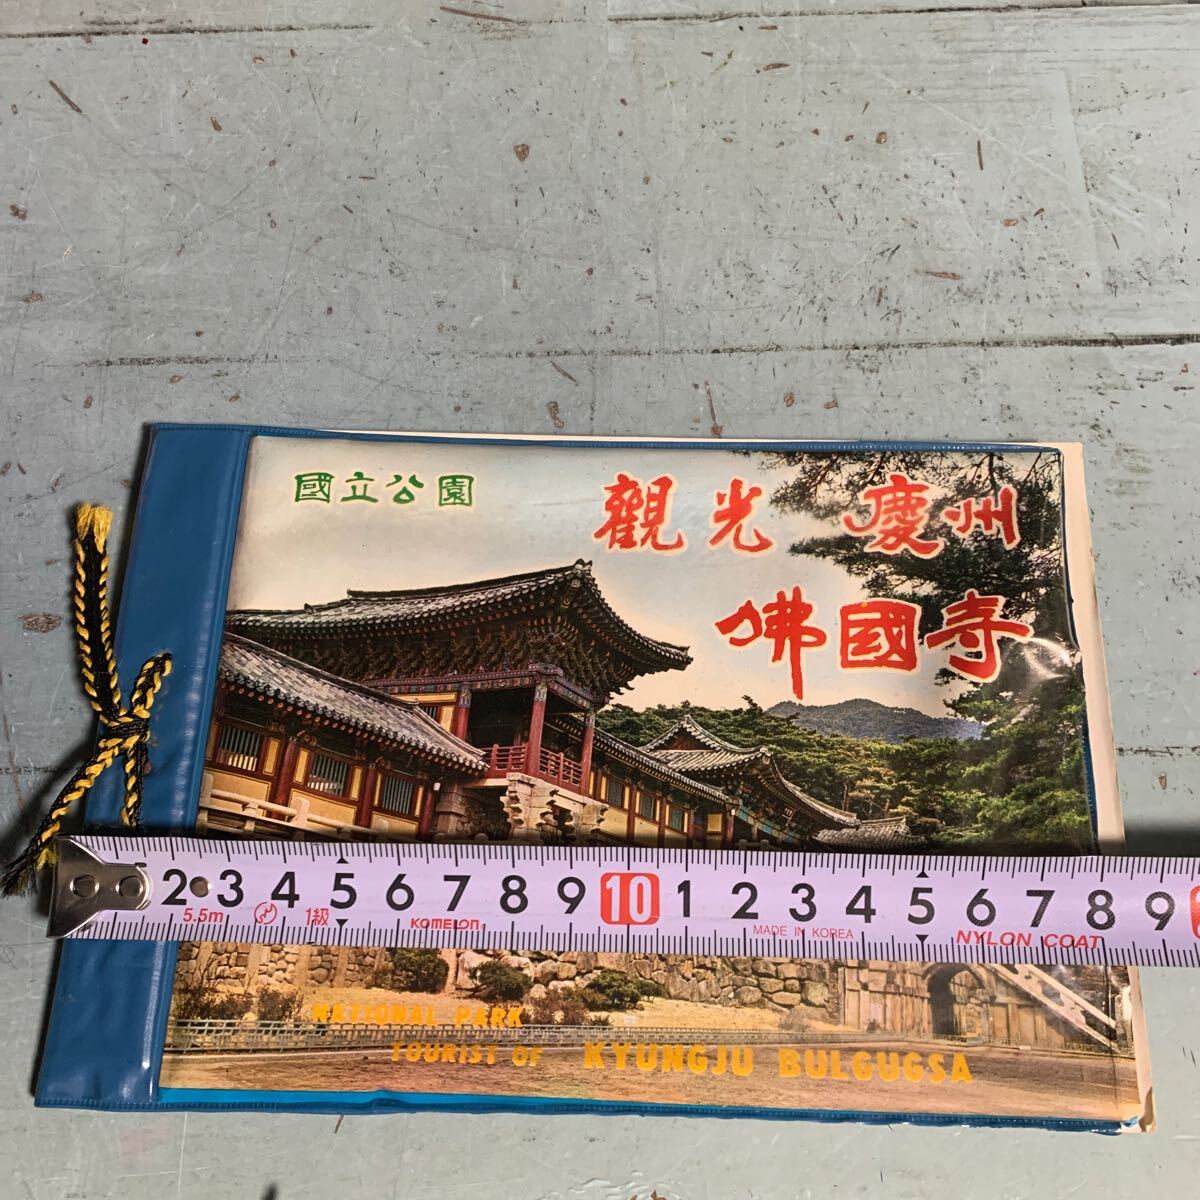 國立公園
觀光 慶州
佛國寺
2 3 4 5 6 7 8 9 10 1 2 3 4 5 6 7 8 9
5.5m 1級 KOMELON MADE IN KOREA NYLON COAT
NATIONAL PARK
TOURIST OF KYUNGJU BULGUGSA